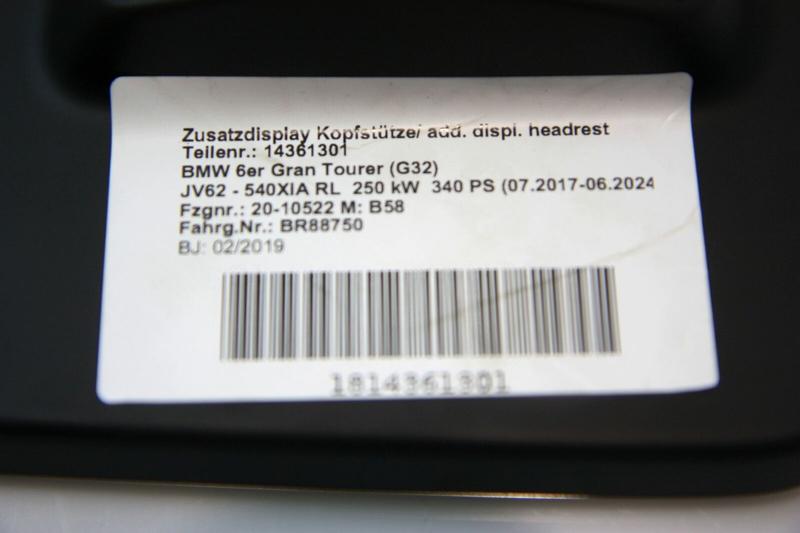 Zusatzdisplay Kopfstütze/ add. displ. headrest
Teilenr.: 14361301
BMW 6er Gran Tourer (G32)
JV62 - 540XIA RL 250 kW 340 PS (07.2017-06.2024
Fzgnr.: 20-10522 M: B58
Fahrg.Nr.: BR88750
BJ: 02/2019
1814361301